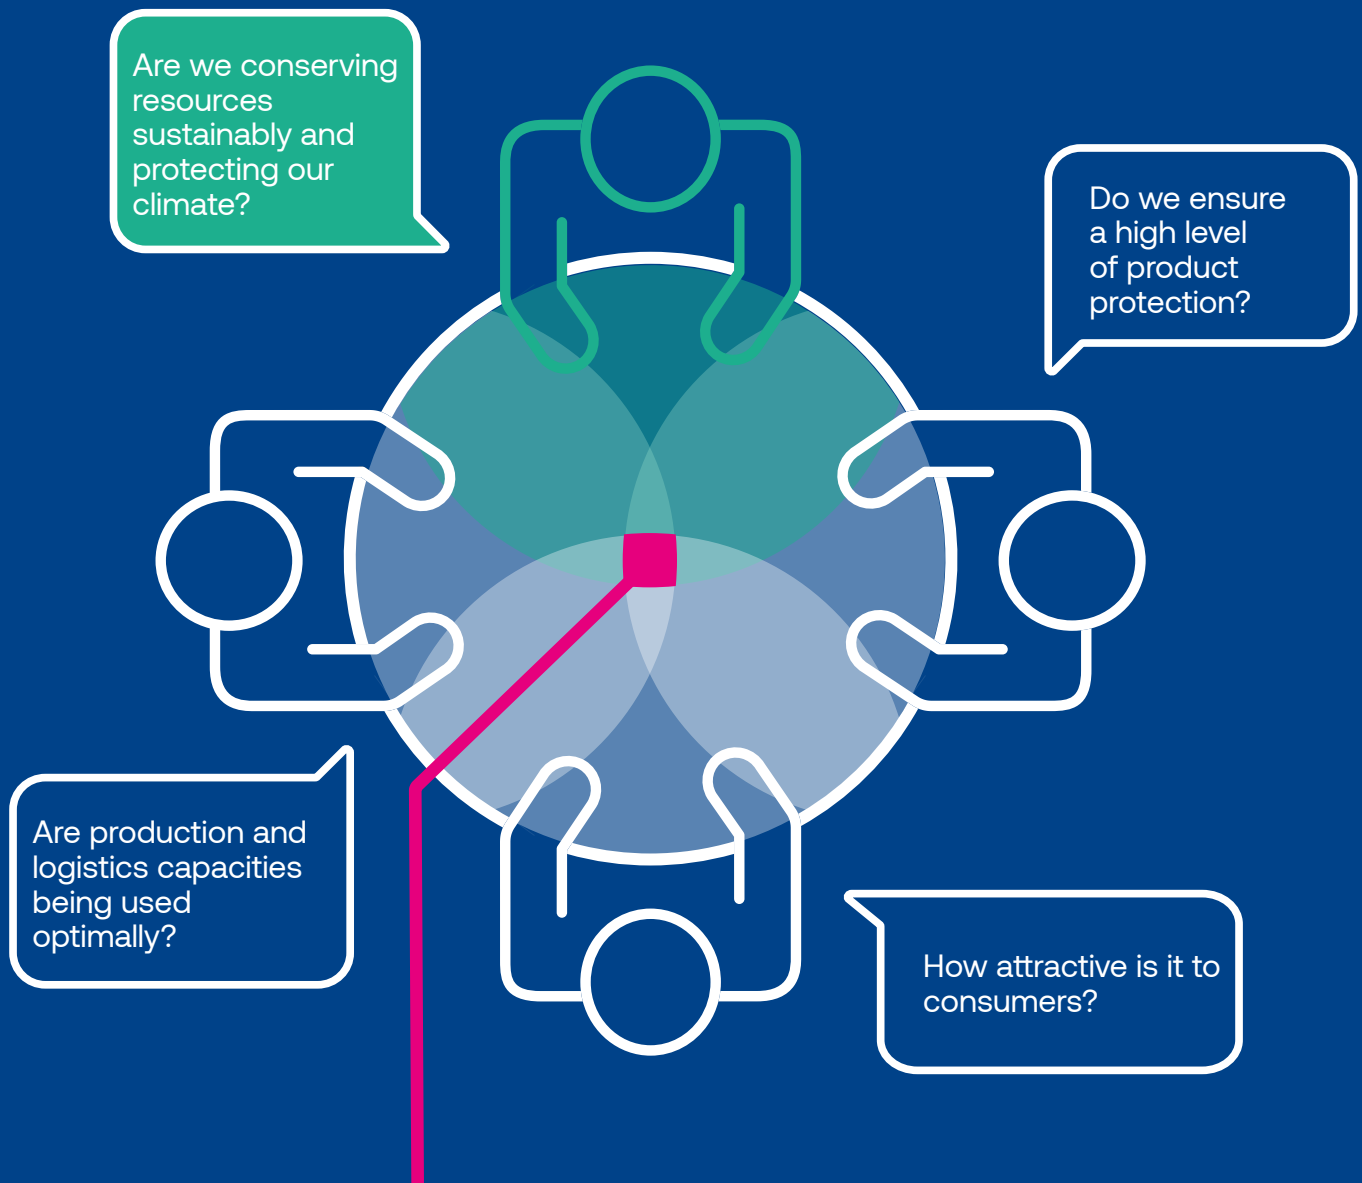 Are we conserving
resources
sustainably and
protecting our
climate?
Do we ensure
a high level
of product
protection?
Are production and
logistics capacities
being used
optimally?
How attractive is it to
consumers?